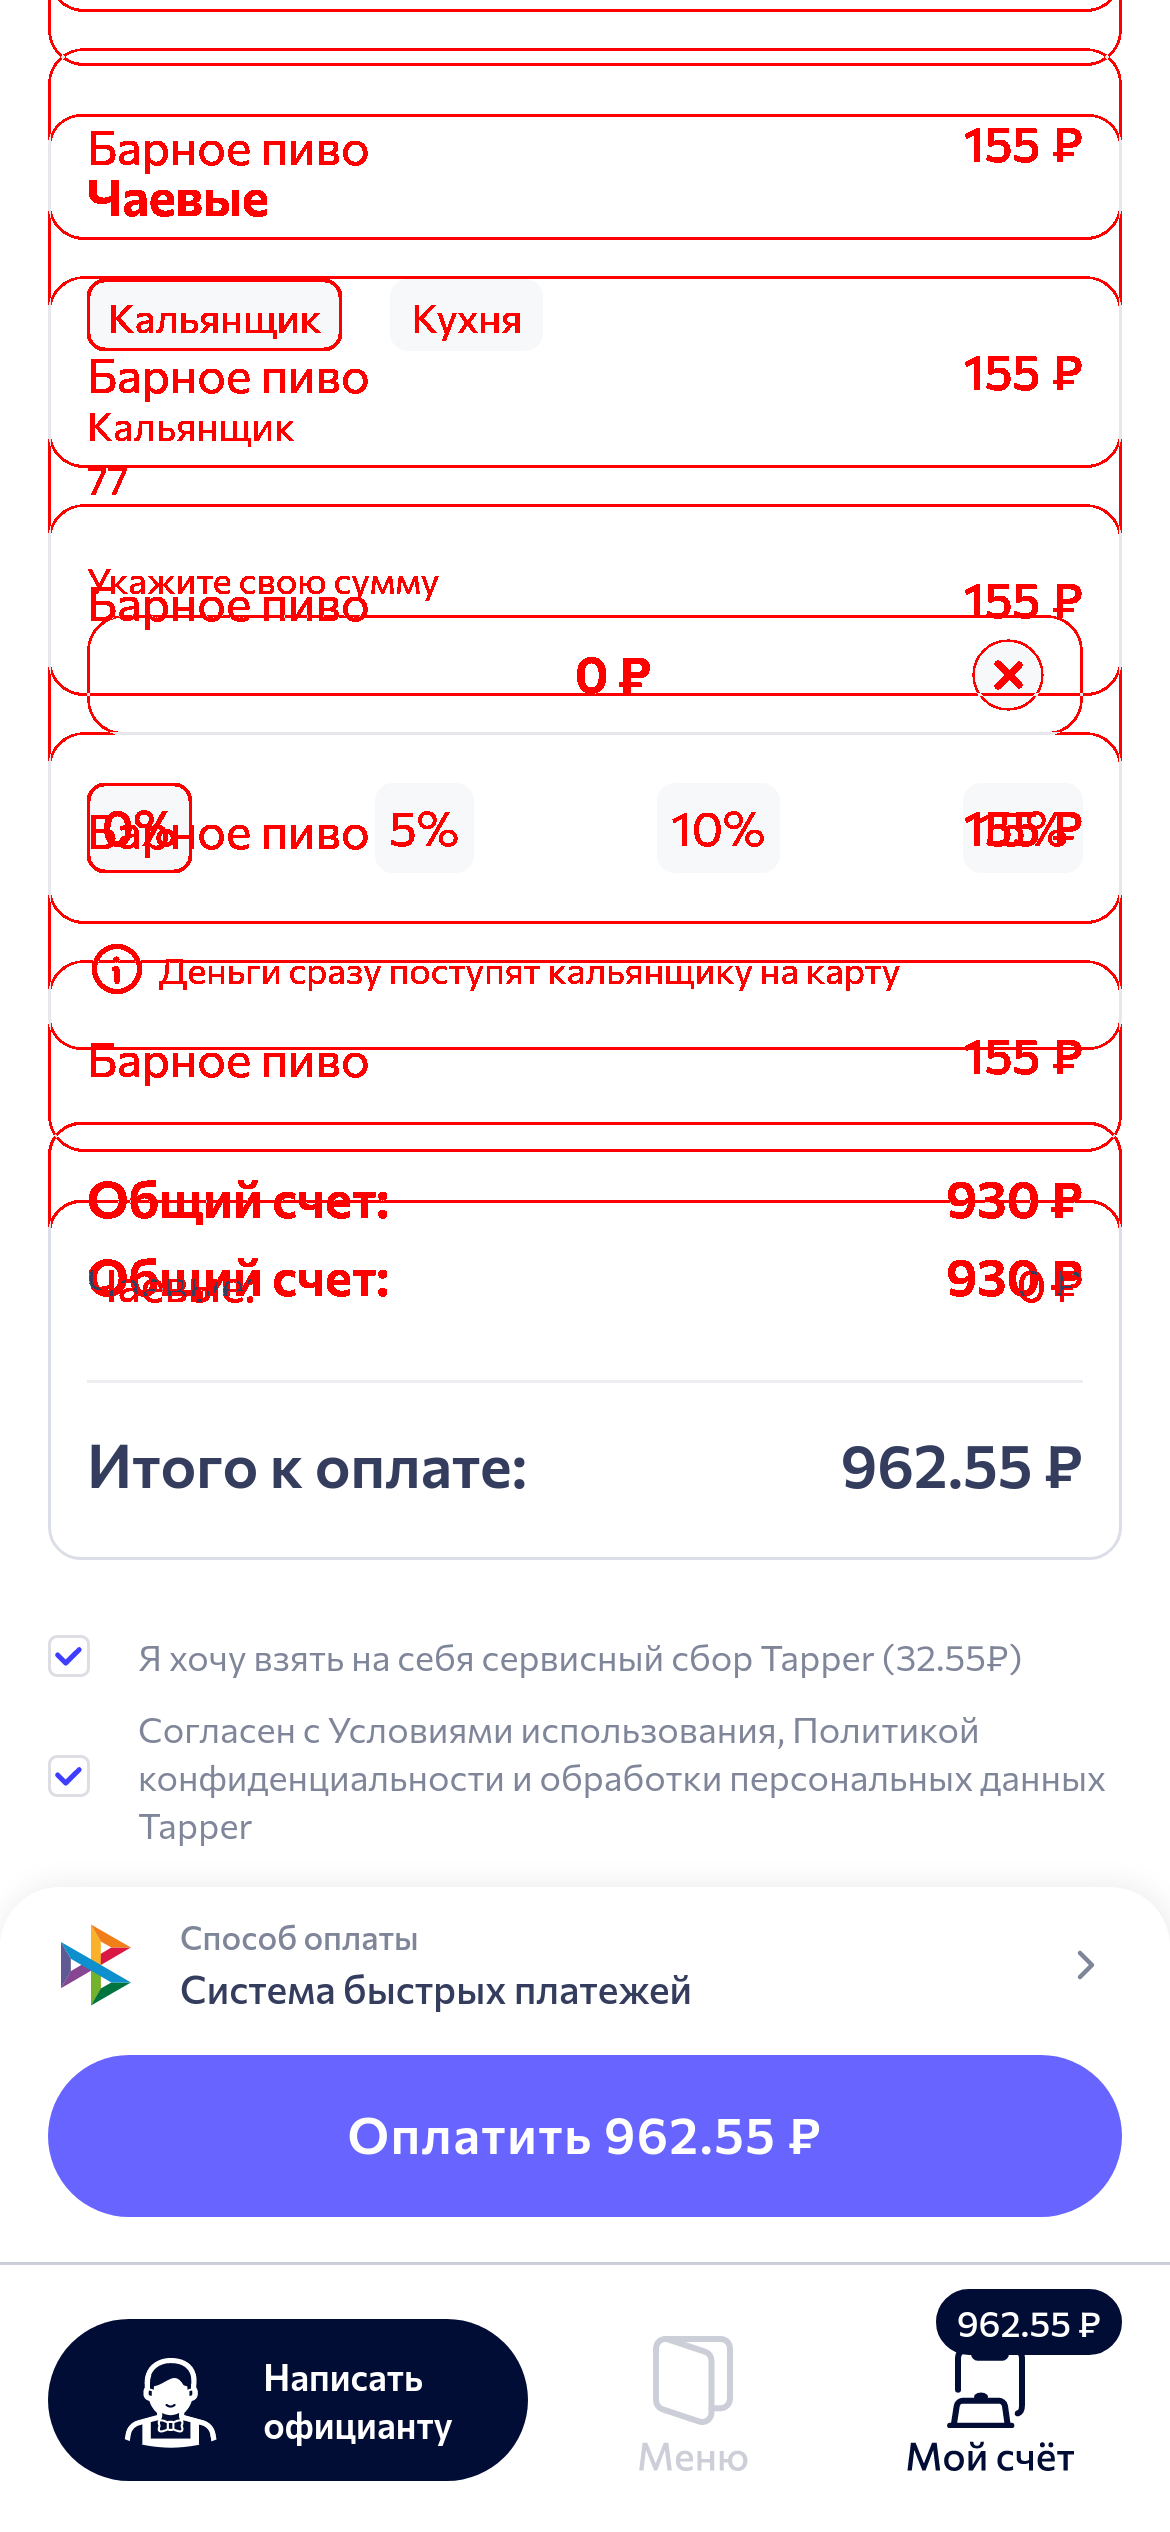 Барное пиво 155 ₽
Чаевые
Кальянщик Кухня
Барное пиво 155 ₽
Кальянщик
77
Укажите свою сумму
Барное пиво 155 ₽
0 ₽
0% 5% 10% 15%
Барное пиво 155 ₽
Деньги сразу поступят кальянщику на карту
Барное пиво 155 ₽
Общий счет: 930 ₽
Общий счет: 930 ₽
Чаевые: 0 ₽
Итого к оплате: 962.55 ₽
Я хочу взять на себя сервисный сбор Tapper (32.55₽)
Согласен с Условиями использования, Политикой
конфиденциальности и обработки персональных данных
Tapper
Способ оплаты
Система быстрых платежей
Оплатить 962.55 ₽
962.55 ₽
Написать
официанту
Меню
Мой счёт